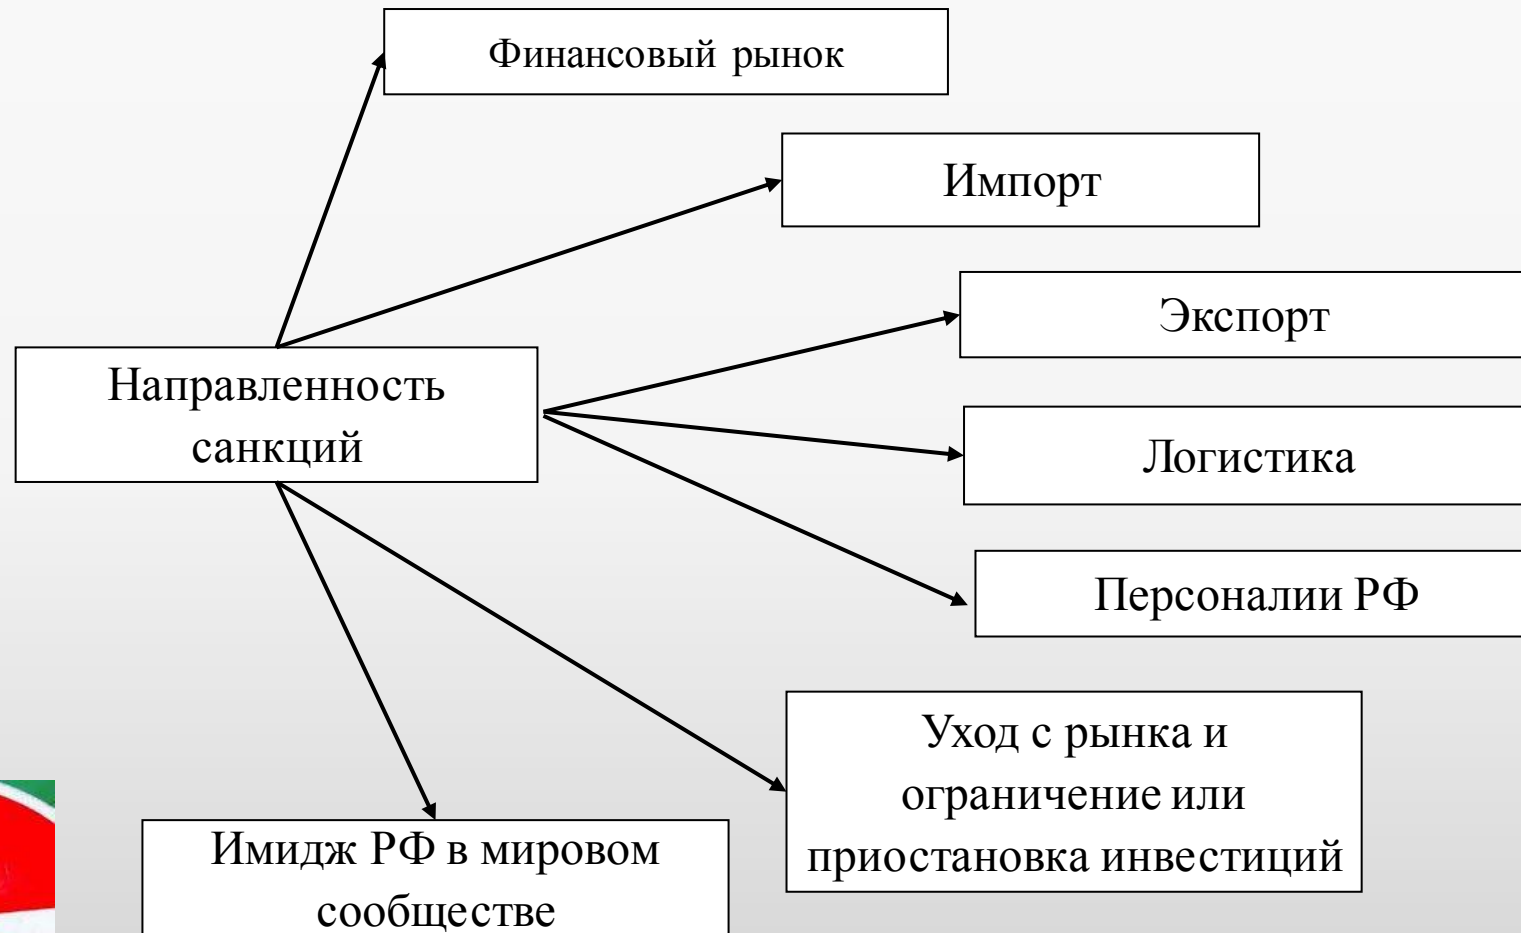 Финансовый рынок
Импорт
Экспорт
Направленность
санкций
Логистика
Персоналии РФ
Уход с рынка и
ограничение или
приостановка инвестиций
Имидж РФ в мировом
сообществе